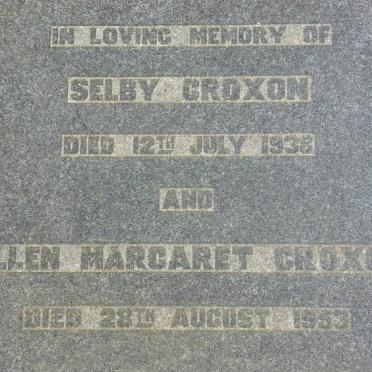 IN LOVING MEMORY OF
SELBY CROXON
DIED 12TH JULY 1938
AND
LLEN MARGARET CROXO
DIED 28TH AUGUST 1953